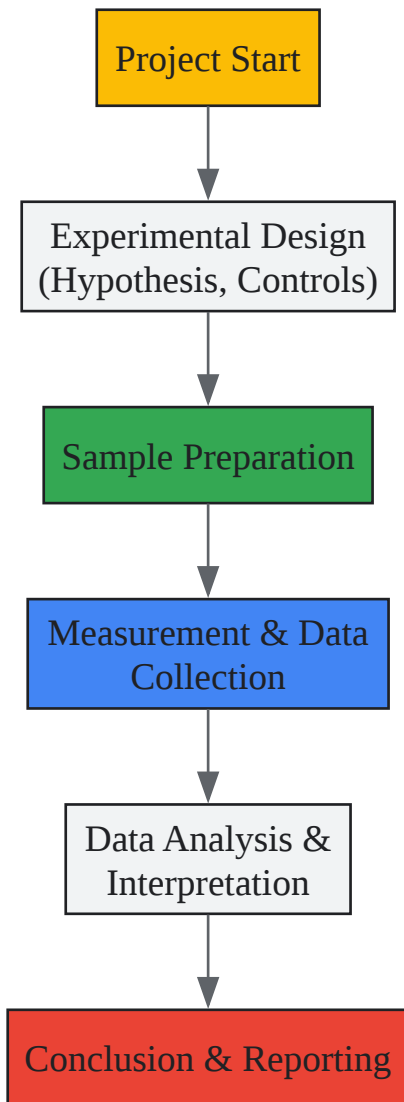 Project Start
Experimental Design
(Hypothesis, Controls)
Sample Preparation
Measurement & Data
Collection
Data Analysis &
Interpretation
Conclusion & Reporting